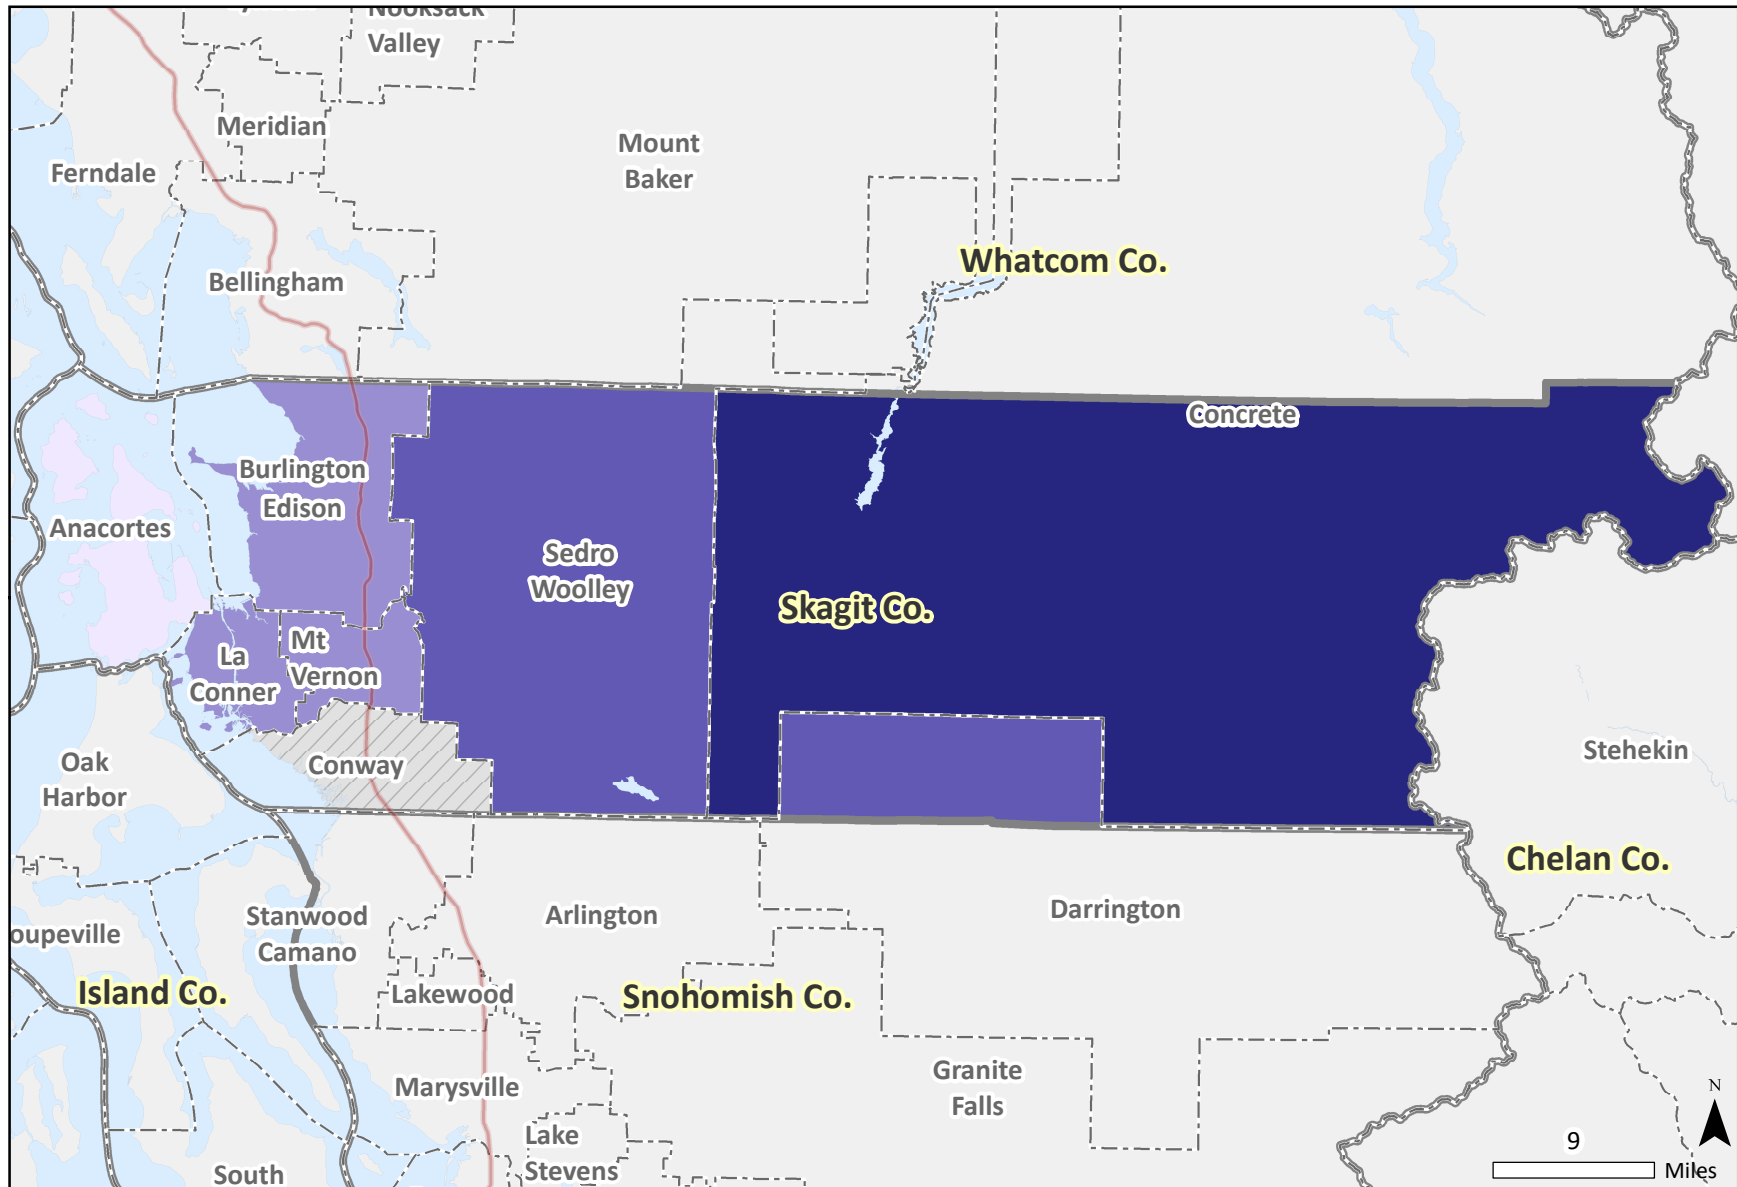 Nooksack
Valley
Meridian
Ferndale
Mount
Baker
Whatcom Co.
Bellingham
Concrete
Burlington
Edison
Anacortes
Sedro
Woolley
Skagit Co.
Mt
Vernon
La
Conner
Conway
Oak
Harbor
Stehekin
Chelan Co.
Stanwood
Camano
Arlington
Darrington
oupeville
Island Co.
Lakewood
Snohomish Co.
Marysville
Granite
Falls
Lake
Stevens
South
N
9
Miles